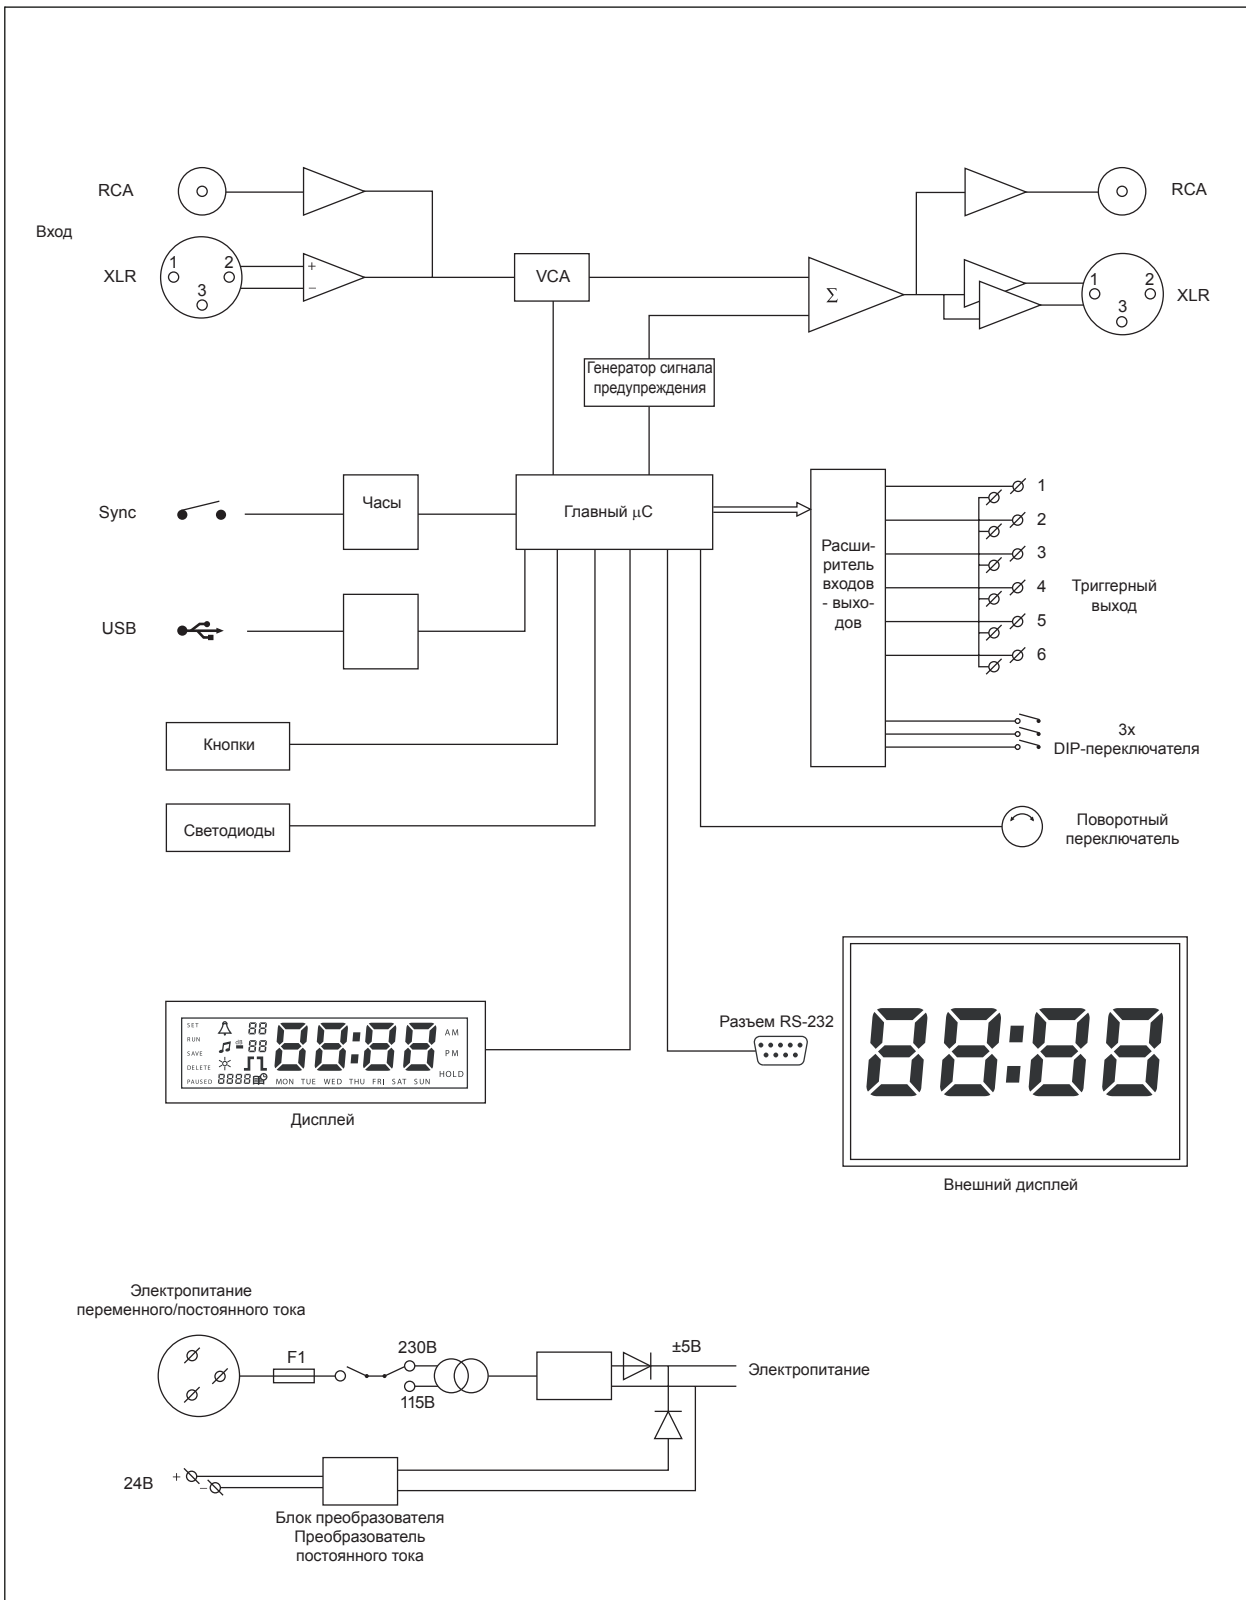 RCA
RCA
Вход
XLR
1
2
3
+
−
VCA
Σ
1
2
3
XLR
Генератор сигнала
предупреждения
Sync
Часы
Главный μC
Расши-
ритель
входов
- выхо-
дов
1
2
3
4
5
6
Триггерный
выход
USB
3x
DIP-переключателя
Кнопки
Светодиоды
Поворотный
переключатель
SET
RUN
SAVE
DELETE
PAUSED
88
88
8888
88:88
AM
PM
HOLD
MON TUE WED THU FRI SAT SUN
Дисплей
Разъем RS-232
88:88
Внешний дисплей
Электропитание
переменного/постоянного тока
F1
230В
115В
±5В
Электропитание
24В
+
−
Блок преобразователя
Преобразователь
постоянного тока